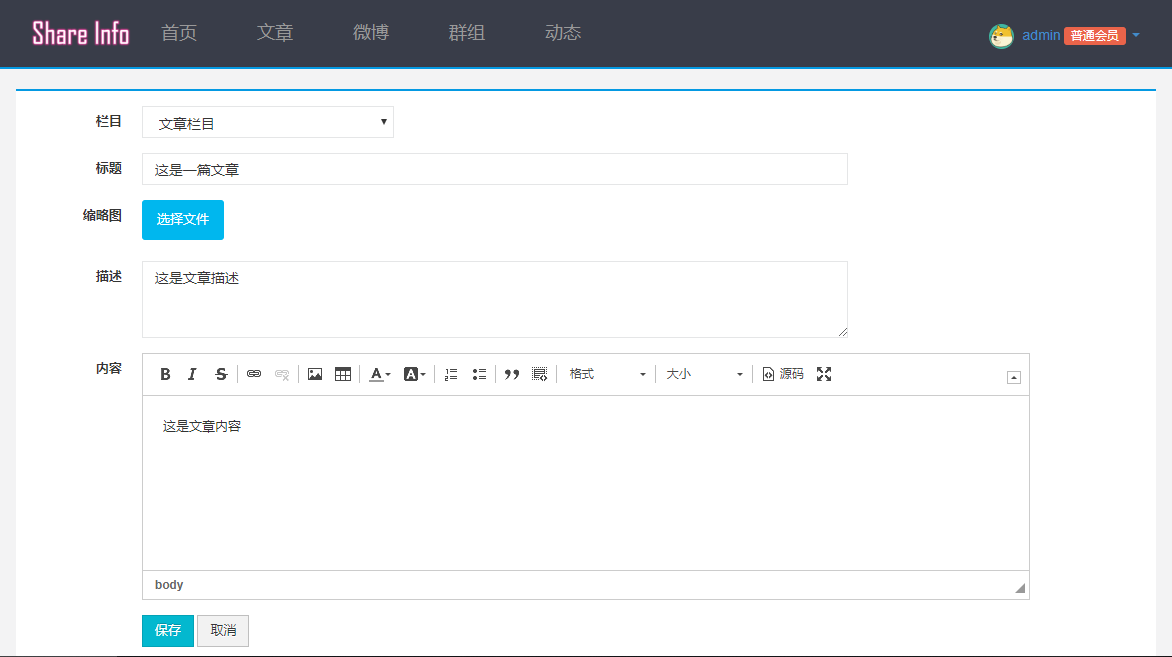 Share Info 首页 文章 微博 群组 动态 admin 普通会员
栏目 文章栏目
标题 这是一篇文章
缩略图 选择文件
描述 这是文章描述
内容 B I S A A 格式 大小 源码
这是文章内容
body
保存 取消